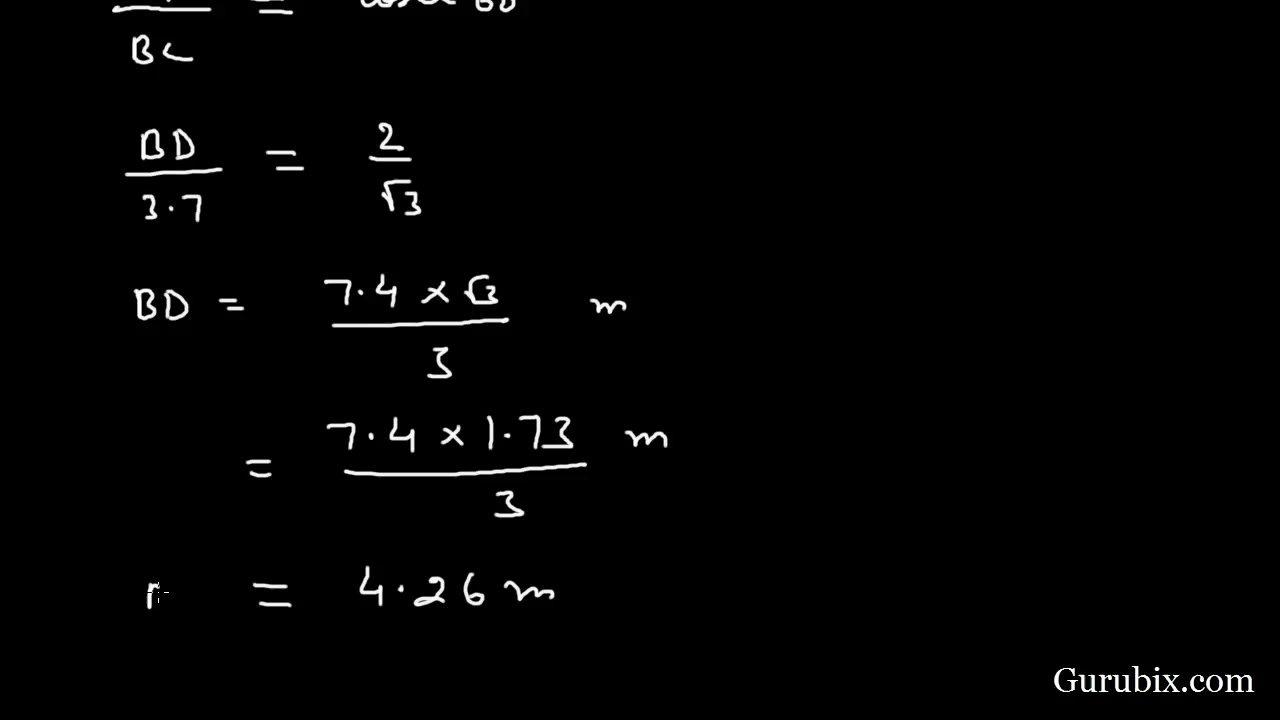 BC
BD/3.7 = 2/√3
BD = 7.4 × √3/3 m
= 7.4 × 1.73/3 m
= 4.26 m
Gurubix.com